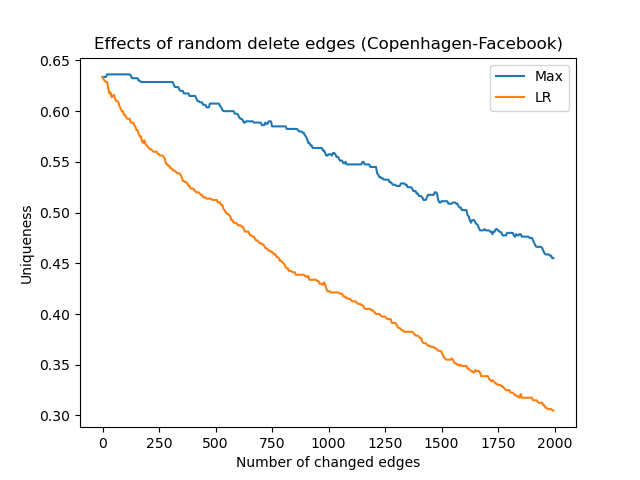 Effects of random delete edges (Copenhagen-Facebook)
Max
LR
Uniqueness
0.65
0.60
0.55
0.50
0.45
0.40
0.35
0.30
0 250 500 750 1000 1250 1500 1750 2000
Number of changed edges